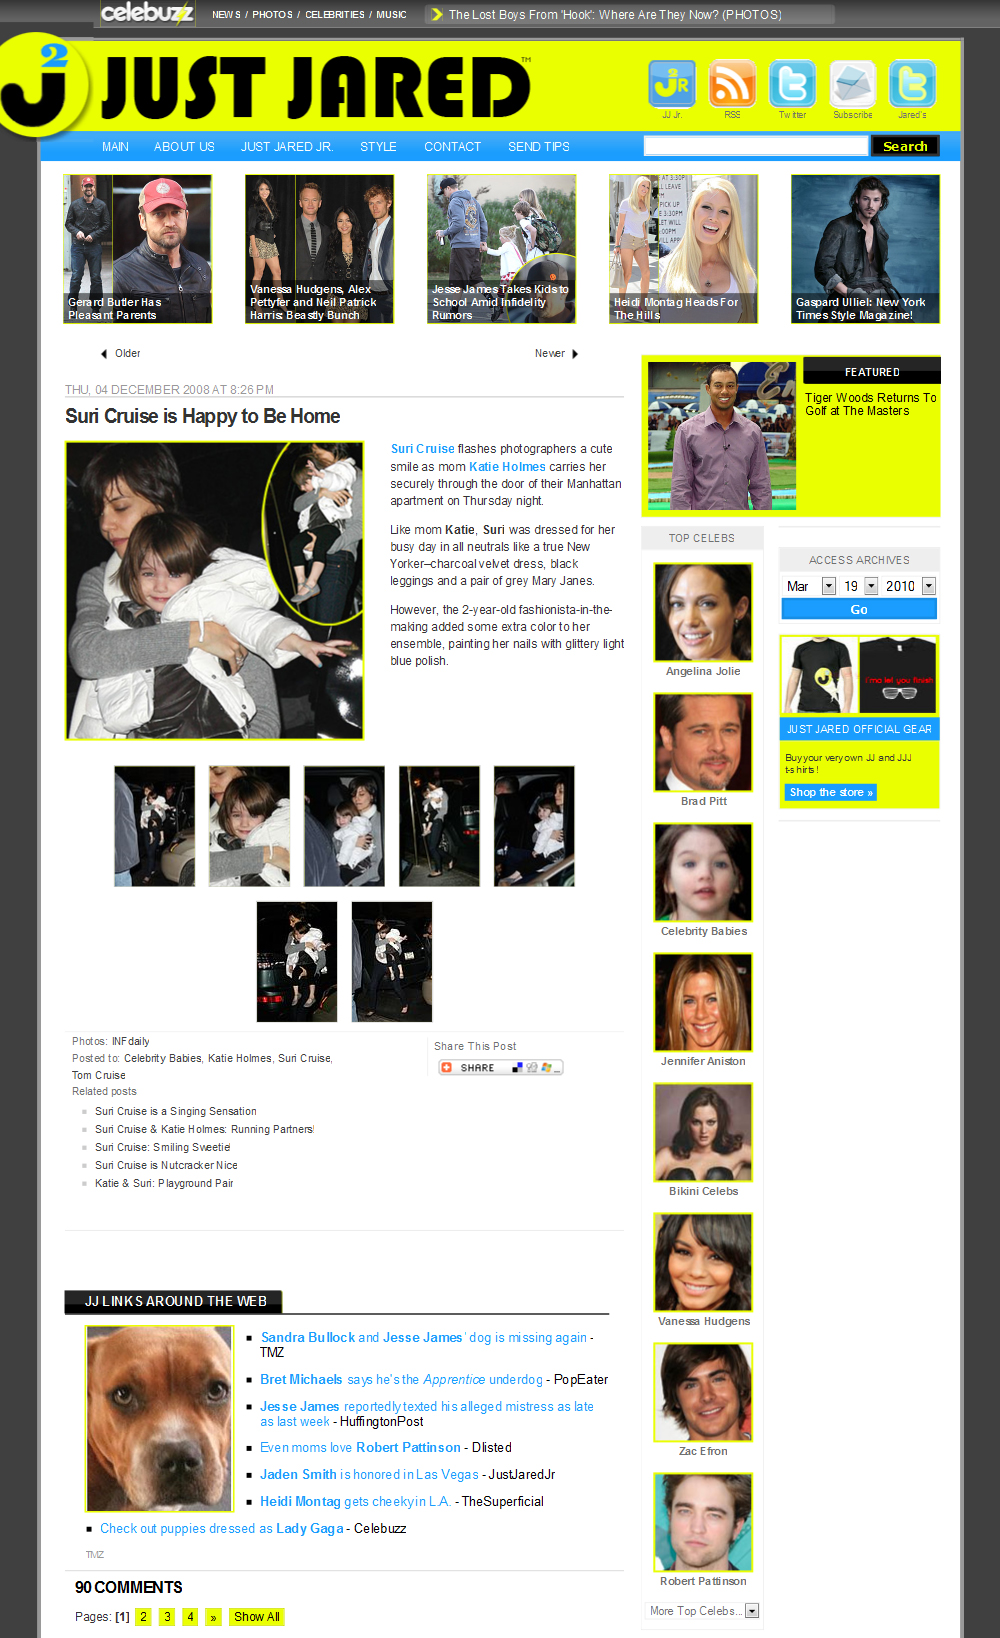 celebuzz NEWS / PHOTOS / CELEBRITIES / MUSIC The Lost Boys From 'Hook': Where Are They Now? (PHOTOS)
J2 JUST JARED™
2 JR
JJ Jr. RSS Twitter Subscribe Jared's
MAIN ABOUT US JUST JARED JR. STYLE CONTACT SEND TIPS Search
Gerard Butler Has
Pleasant Parents
Vanessa Hudgens, Alex
Pettyfer and Neil Patrick
Harris: Beastly Bunch
Jesse James Takes Kids to
School Amid Infidelity
Rumors
Heidi Montag Heads For
The Hills
Gaspard Ulliel: New York
Times Style Magazine!
Older Newer
THU, 04 DECEMBER 2008 AT 8:26 PM
Suri Cruise is Happy to Be Home
Suri Cruise flashes photographers a cute
smile as mom Katie Holmes carries her
securely through the door of their Manhattan
apartment on Thursday night.
Like mom Katie, Suri was dressed for her
busy day in all neutrals like a true New
Yorker–charcoal velvet dress, black
leggings and a pair of grey Mary Janes.
However, the 2-year-old fashionista-in-the-
making added some extra color to her
ensemble, painting her nails with glittery light
blue polish.
Photos: INFdaily
Posted to: Celebrity Babies, Katie Holmes, Suri Cruise,
Tom Cruise
Related posts
Suri Cruise is a Singing Sensation
Suri Cruise & Katie Holmes: Running Partners!
Suri Cruise: Smiling Sweetie!
Suri Cruise is Nutcracker Nice
Katie & Suri: Playground Pair
Share This Post
SHARE
JJ LINKS AROUND THE WEB
Sandra Bullock and Jesse James' dog is missing again -
TMZ
Bret Michaels says he's the Apprentice underdog - PopEater
Jesse James reportedly texted his alleged mistress as late
as last week - HuffingtonPost
Even moms love Robert Pattinson - Dlisted
Jaden Smith is honored in Las Vegas - JustJaredJr
Heidi Montag gets cheeky in L.A. - TheSuperficial
Check out puppies dressed as Lady Gaga - Celebuzz
TMZ
90 COMMENTS
Pages: [1] 2 3 4 » Show All
FEATURED
Tiger Woods Returns To
Golf at The Masters
TOP CELEBS
Angelina Jolie
Brad Pitt
Celebrity Babies
Jennifer Aniston
Bikini Celebs
Vanessa Hudgens
Zac Efron
Robert Pattinson
More Top Celebs...
ACCESS ARCHIVES
Mar 19 2010
Go
I'ma let you finish
JUST JARED OFFICIAL GEAR
Buy your very own JJ and JJJ
t-shirts!
Shop the store »